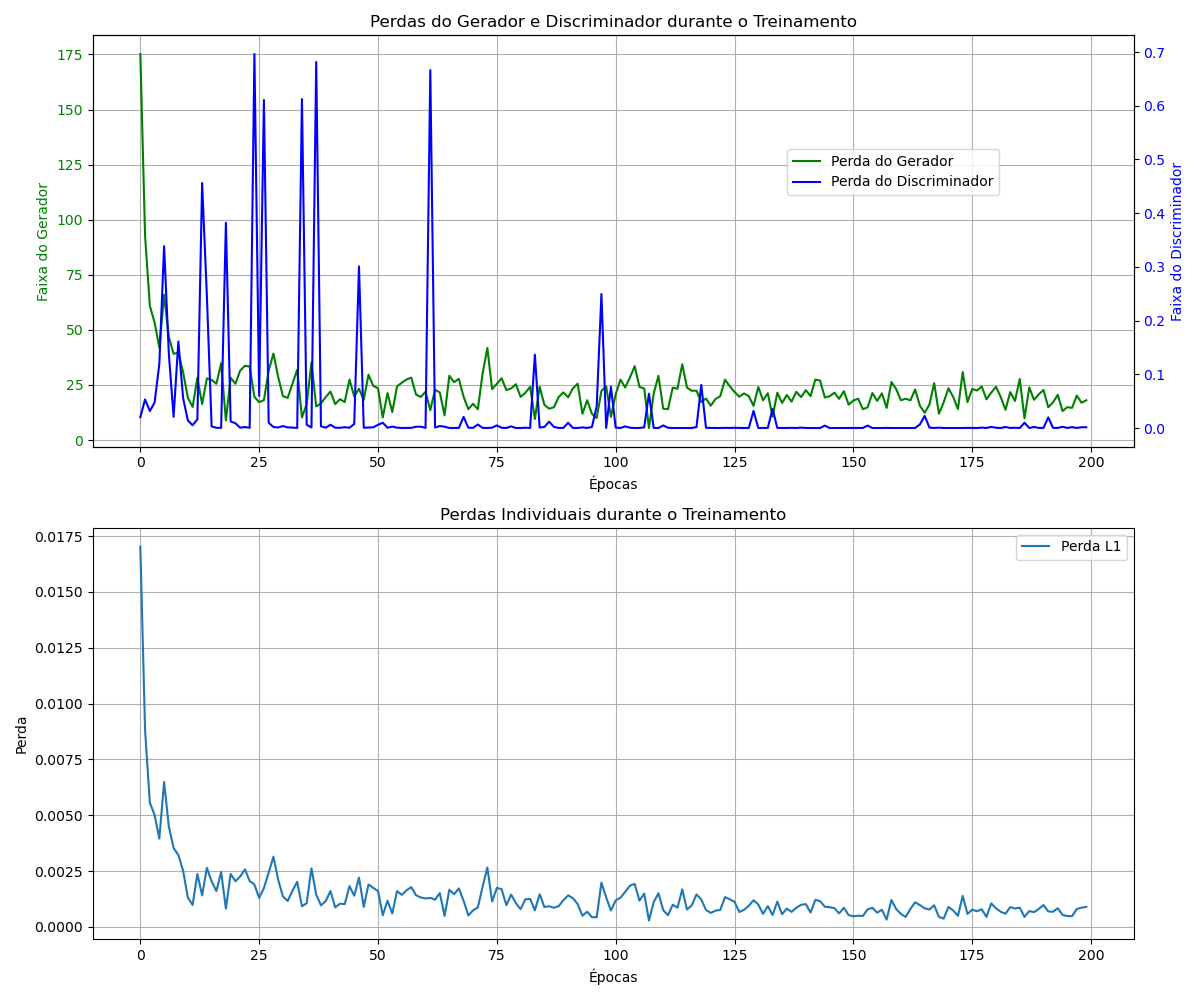 Perdas do Gerador e Discriminador durante o Treinamento
175
150
125
100
75
50
25
0
Faixa do Gerador
0.7
0.6
0.5
0.4
0.3
0.2
0.1
0.0
Faixa do Discriminador
Perda do Gerador
Perda do Discriminador
0 25 50 75 100 125 150 175 200
Épocas
Perdas Individuais durante o Treinamento
0.0175
0.0150
0.0125
0.0100
0.0075
0.0050
0.0025
0.0000
Perda
Perda L1
0 25 50 75 100 125 150 175 200
Épocas